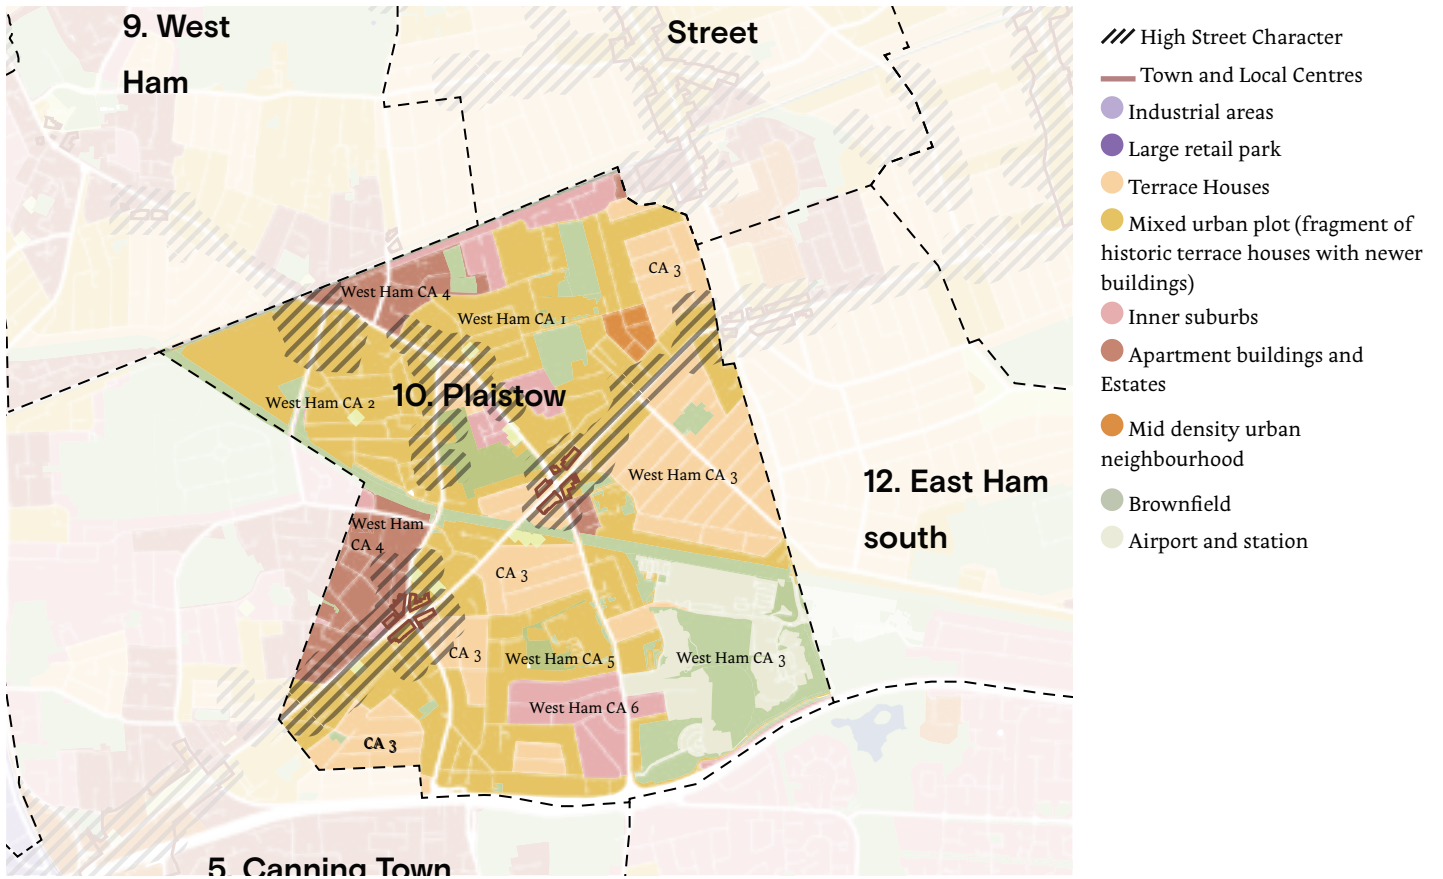 9. West
Ham
Street
West Ham CA 4
CA 3
West Ham CA 1
10. Plaistow
West Ham CA 2
West Ham CA 3
12. East Ham
south
West Ham
CA 4
CA 3
CA 3
West Ham CA 5
West Ham CA 3
West Ham CA 6
CA 3
5. Canning Town
High Street Character
Town and Local Centres
Industrial areas
Large retail park
Terrace Houses
Mixed urban plot (fragment of
historic terrace houses with newer
buildings)
Inner suburbs
Apartment buildings and
Estates
Mid density urban
neighbourhood
Brownfield
Airport and station